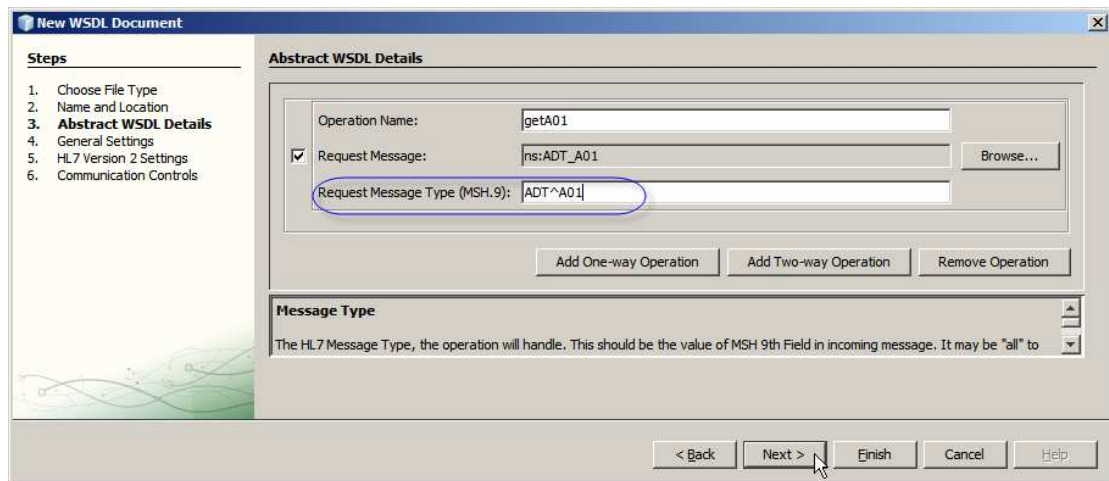 New WSDL Document
Steps
1. Choose File Type
2. Name and Location
3. Abstract WSDL Details
4. General Settings
5. HL7 Version 2 Settings
6. Communication Controls
Abstract WSDL Details
Operation Name: getA01
Request Message: ns:ADT_A01 Browse...
Request Message Type (MSH.9): ADT^A01
Add One-way Operation Add Two-way Operation Remove Operation
Message Type
The HL7 Message Type, the operation will handle. This should be the value of MSH 9th Field in incoming message. It may be "all" to
< Back Next > Finish Cancel Help